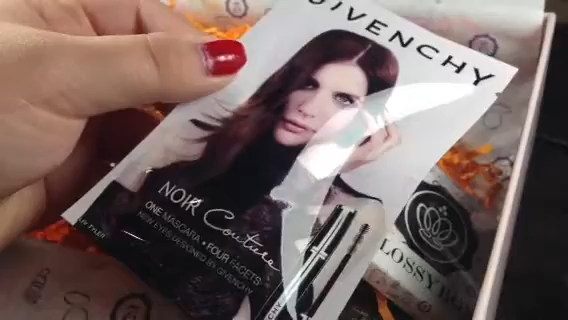 GIVENCHY
NOIR Couture
ONE MASCARA • FOUR FACETS
NEW EYES DESIGNED BY GIVENCHY
LOSSYBO